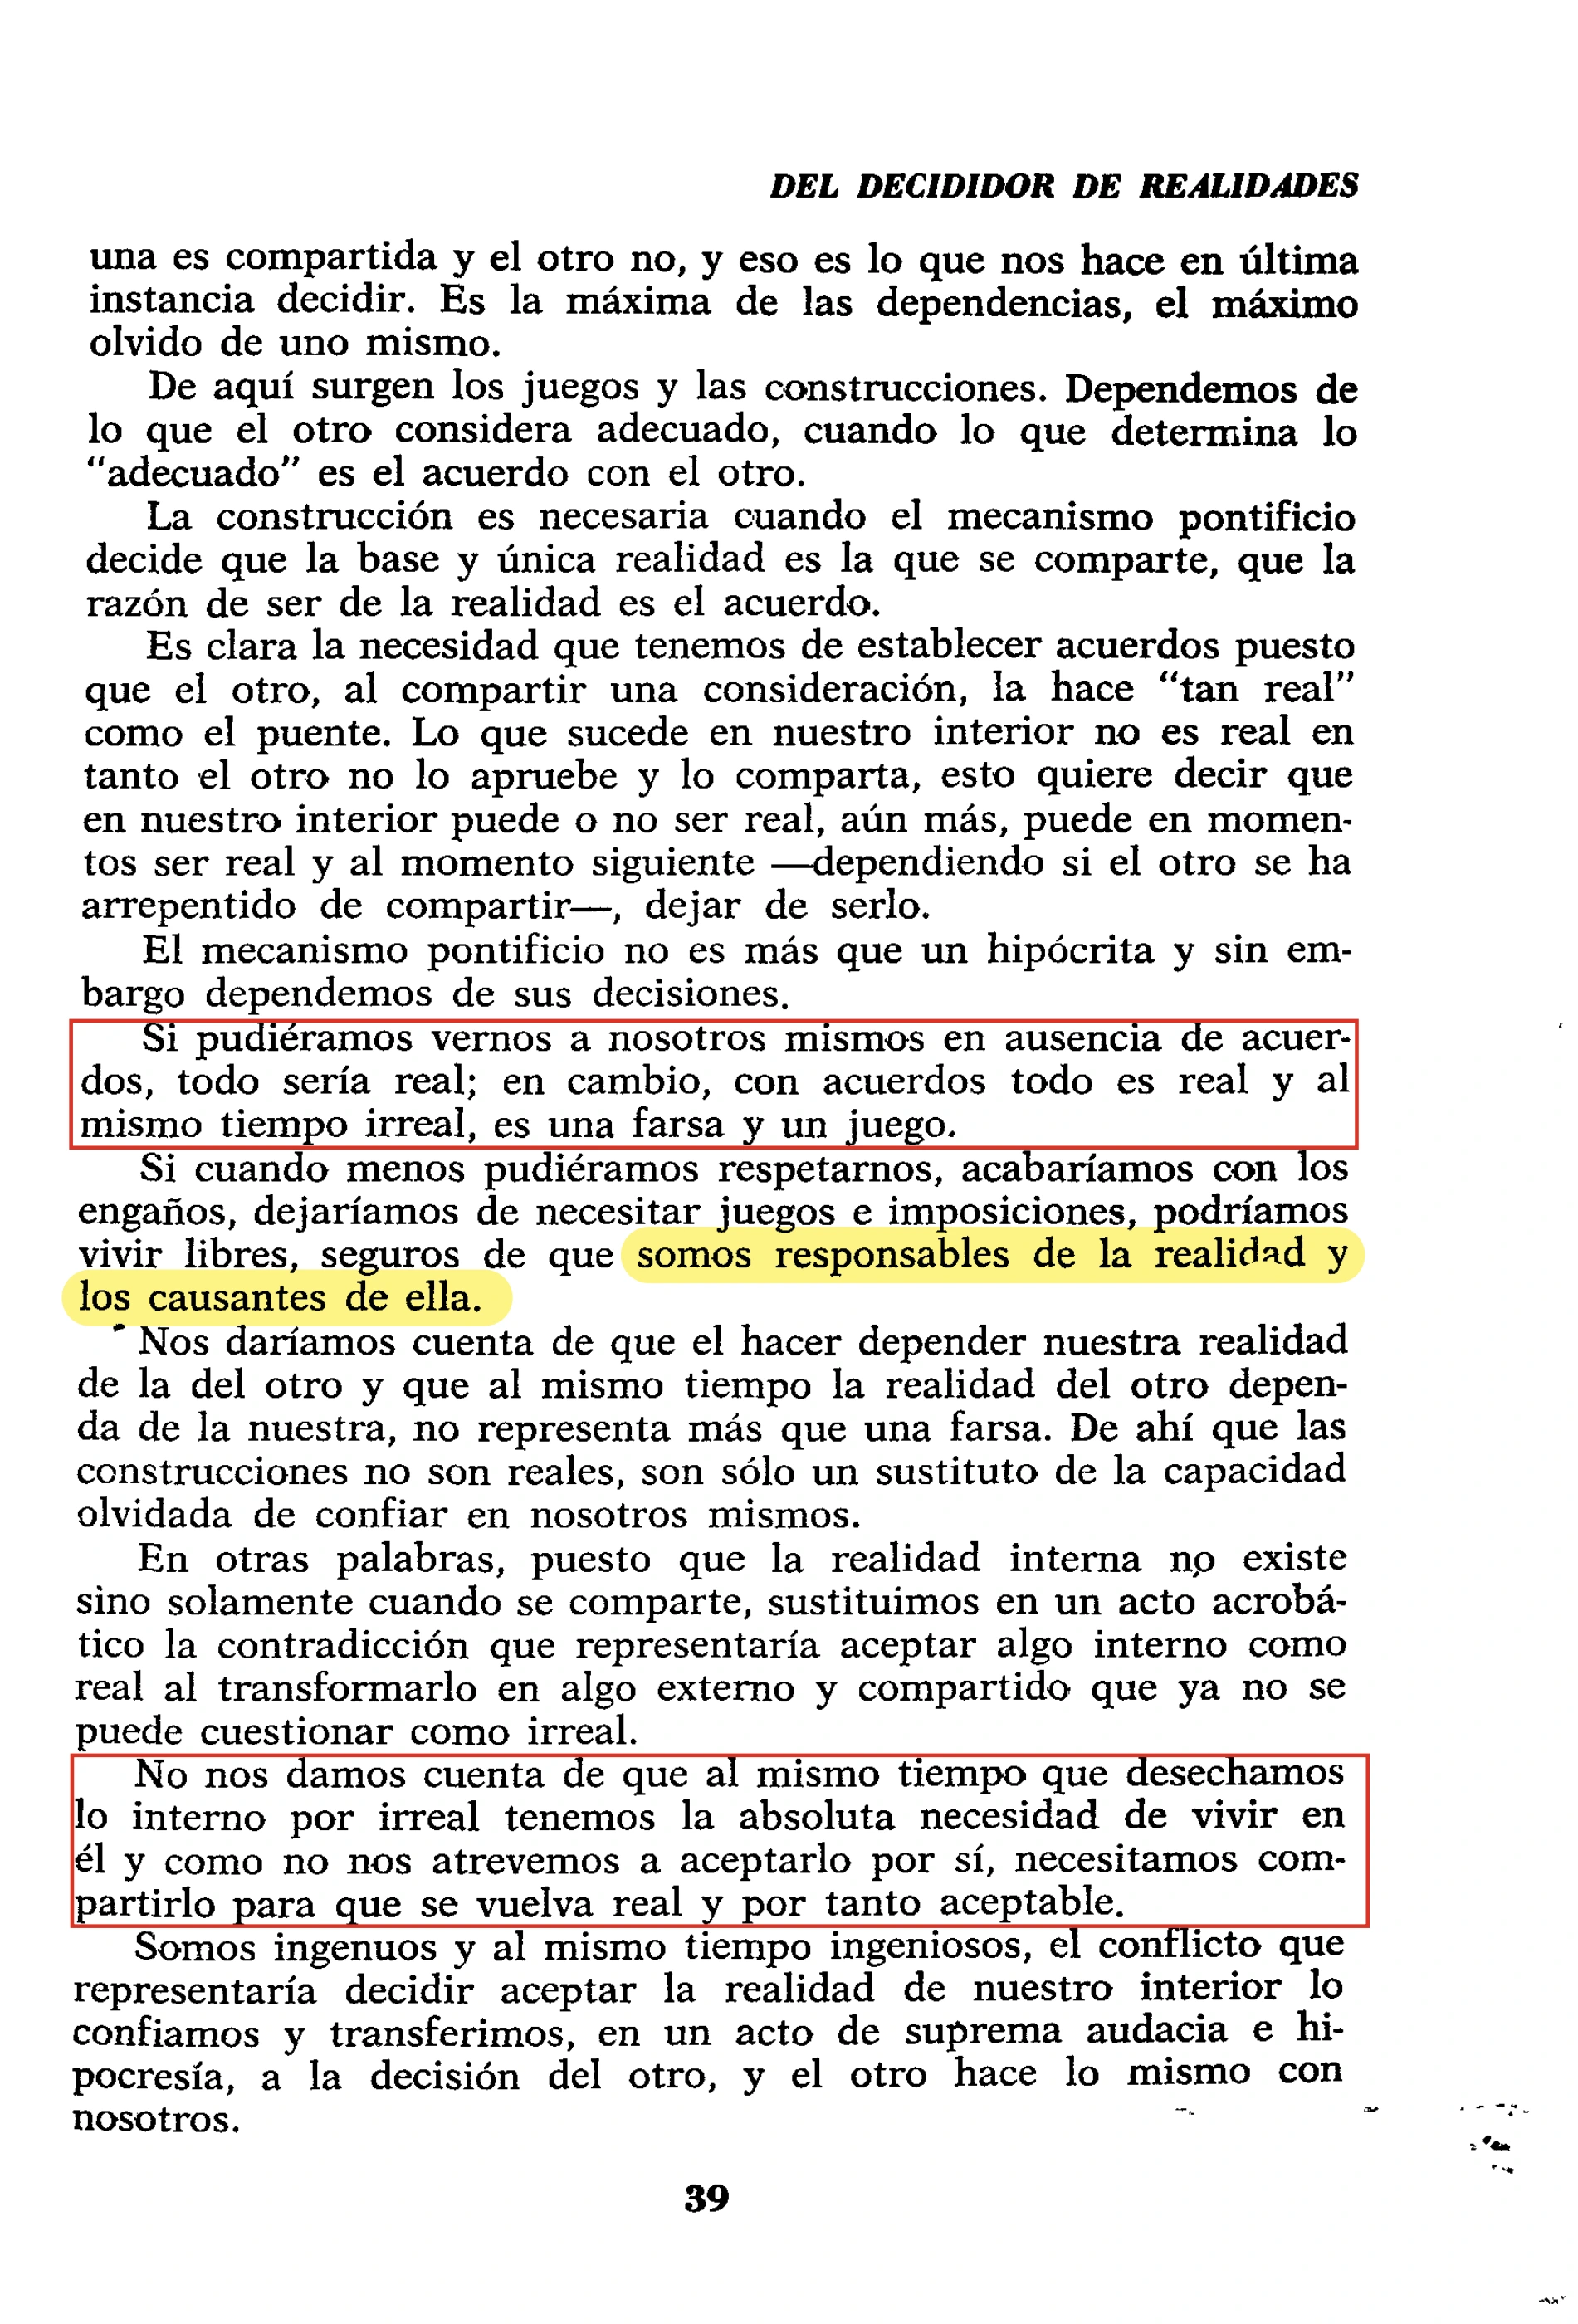 DEL DECIDIDOR DE REALIDADES
una es compartida y el otro no, y eso es lo que nos hace en última
instancia decidir. Es la máxima de las dependencias, el máximo
olvido de uno mismo.
De aquí surgen los juegos y las construcciones. Dependemos de
lo que el otro considera adecuado, cuando lo que determina lo
“adecuado” es el acuerdo con el otro.
La construcción es necesaria cuando el mecanismo pontificio
decide que la base y única realidad es la que se comparte, que la
razón de ser de la realidad es el acuerdo.
Es clara la necesidad que tenemos de establecer acuerdos puesto
que el otro, al compartir una consideración, la hace “tan real”
como el puente. Lo que sucede en nuestro interior no es real en
tanto el otro no lo apruebe y lo comparta, esto quiere decir que
en nuestro interior puede o no ser real, aún más, puede en momen-
tos ser real y al momento siguiente —dependiendo si el otro se ha
arrepentido de compartir—, dejar de serlo.
El mecanismo pontificio no es más que un hipócrita y sin em-
bargo dependemos de sus decisiones.
Si pudiéramos vernos a nosotros mismos en ausencia de acuer-
dos, todo sería real; en cambio, con acuerdos todo es real y al
mismo tiempo irreal, es una farsa y un juego.
Si cuando menos pudiéramos respetarnos, acabaríamos con los
engaños, dejaríamos de necesitar juegos e imposiciones, podríamos
vivir libres, seguros de que somos responsables de la realidad y
los causantes de ella.
Nos daríamos cuenta de que el hacer depender nuestra realidad
de la del otro y que al mismo tiempo la realidad del otro depen-
da de la nuestra, no representa más que una farsa. De ahí que las
construcciones no son reales, son sólo un sustituto de la capacidad
olvidada de confiar en nosotros mismos.
En otras palabras, puesto que la realidad interna no existe
sino solamente cuando se comparte, sustituimos en un acto acrobá-
tico la contradicción que representaría aceptar algo interno como
real al transformarlo en algo externo y compartido que ya no se
puede cuestionar como irreal.
No nos damos cuenta de que al mismo tiempo que desechamos
lo interno por irreal tenemos la absoluta necesidad de vivir en
él y como no nos atrevemos a aceptarlo por sí, necesitamos com-
partirlo para que se vuelva real y por tanto aceptable.
Somos ingenuos y al mismo tiempo ingeniosos, el conflicto que
representaría decidir aceptar la realidad de nuestro interior lo
confiamos y transferimos, en un acto de suprema audacia e hi-
pocresía, a la decisión del otro, y el otro hace lo mismo con
nosotros.
39